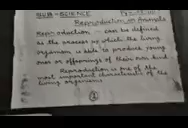 SUB - SCIENCE
Reproduction in Animals
Reproduction - can be defined
as the process by which the living
organism is able to produce young
ones or offsprings of their own kind
Reproduction is one of the
most important characteristic of the
living organisms